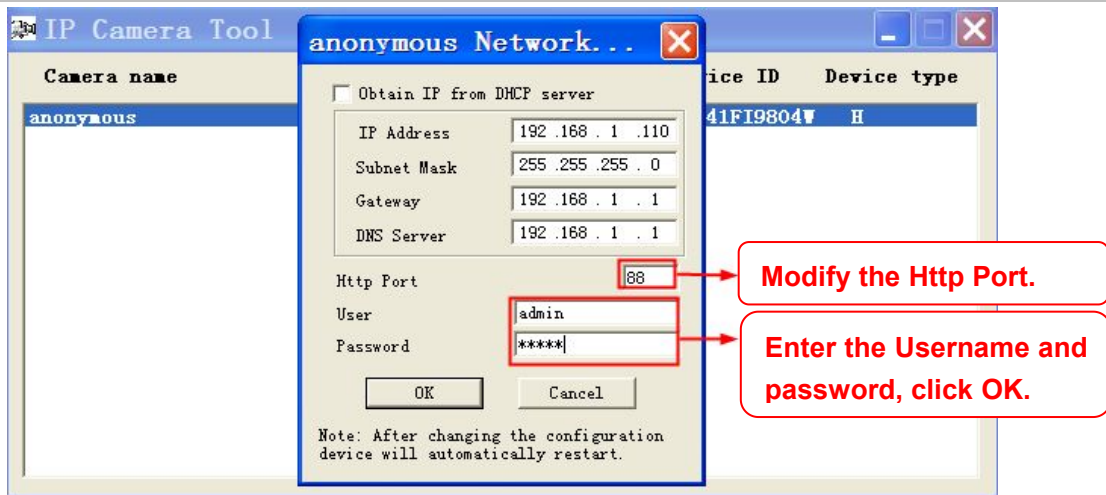 IP Camera Tool
anonymous Network...
Camera name
ice ID Device type
anonymous
41FI9804W H
Obtain IP from DHCP server
IP Address 192 .168 . 1 .110
Subnet Mask 255 .255 .255 . 0
Gateway 192 .168 . 1 . 1
DNS Server 192 .168 . 1 . 1
Http Port 88
User admin
Password *****
OK Cancel
Note: After changing the configuration
device will automatically restart.
Modify the Http Port.
Enter the Username and
password, click OK.